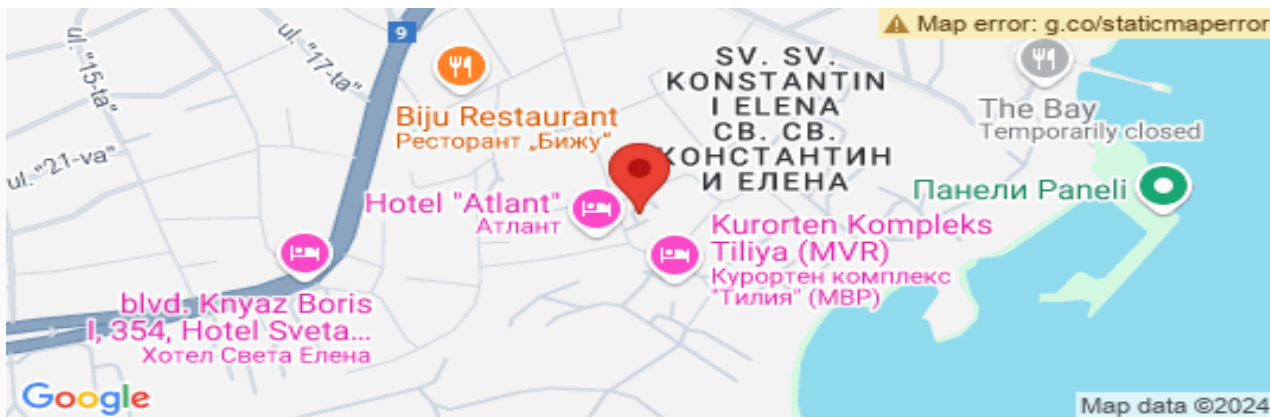 Map error: g.co/staticmaperror
9
ul. "15-ta"
ul. "17-ta"
ul. "21-va"
Biju Restaurant
Ресторант „Бижу“
SV. SV.
KONSTANTIN
I ELENA
СВ. СВ.
КОНСТАНТИН
И ЕЛЕНА
The Bay
Temporarily closed
Панели Paneli
Hotel "Atlant"
Атлант
Kurorten Kompleks
Tiliya (MVR)
Курортен комплекс
"Тилия" (МВР)
blvd. Knyaz Boris
I, 354, Hotel Sveta...
Хотел Света Елена
Google
Map data ©2024